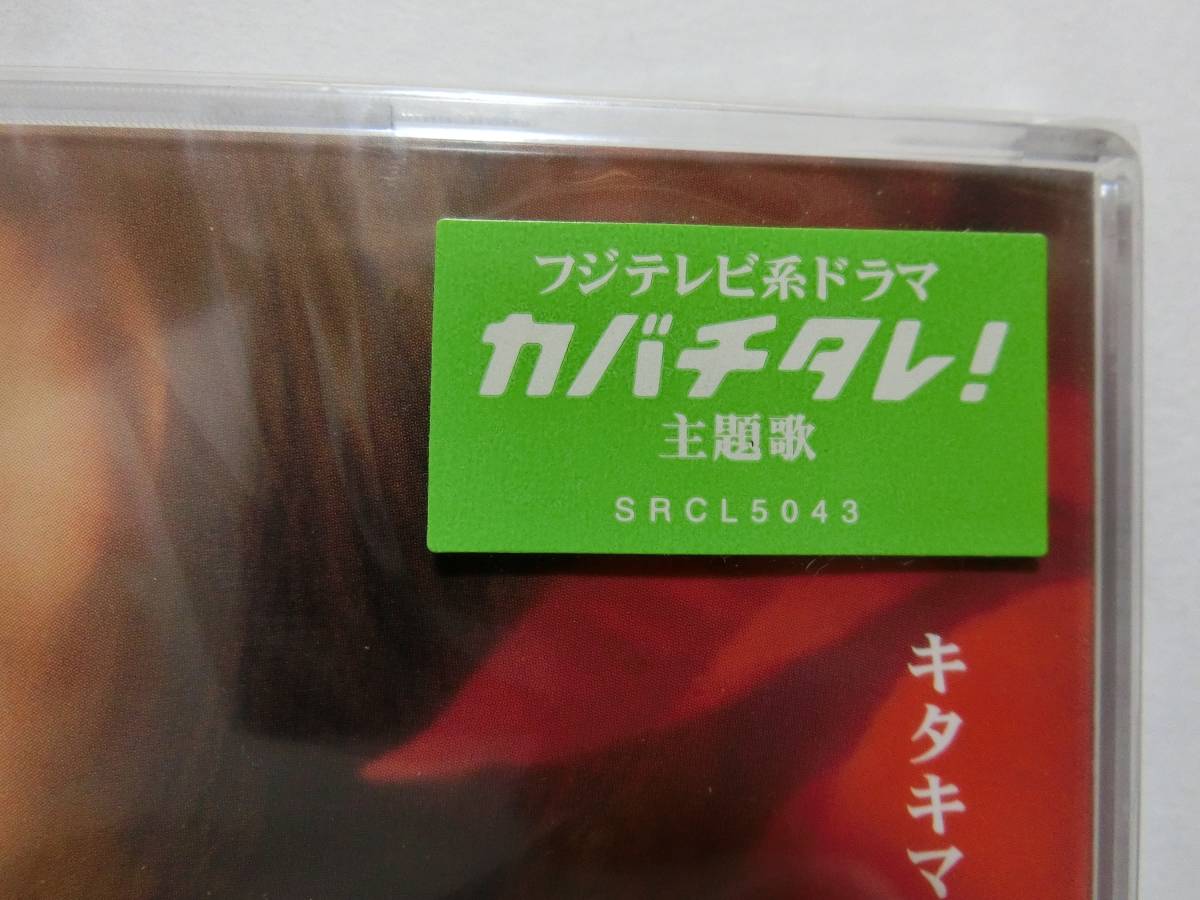 フジテレビ系ドラマ
カバチタレ!
主題歌
SRCL5043
キタキマ